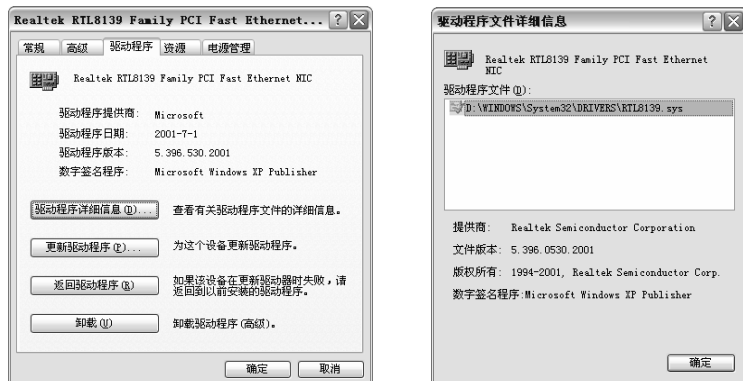 Realtek RTL8139 Family PCI Fast Ethernet...
常规 高级 驱动程序 资源 电源管理
Realtek RTL8139 Family PCI Fast Ethernet NIC
驱动程序提供商: Microsoft
驱动程序日期: 2001-7-1
驱动程序版本: 5.396.530.2001
数字签名程序: Microsoft Windows XP Publisher
驱动程序详细信息(D)... 查看有关驱动程序文件的详细信息。
更新驱动程序(P)... 为这个设备更新驱动程序。
返回驱动程序(R) 如果该设备在更新驱动器时失败,请
返回到以前安装的驱动程序。
卸载(U) 卸载驱动程序(高级)。
确定 取消
驱动程序文件详细信息
Realtek RTL8139 Family PCI Fast Ethernet
NIC
驱动程序文件(D):
D:\WINDOWS\System32\DRIVERS\RTL8139.sys
提供商: Realtek Semiconductor Corporation
文件版本: 5.396.0530.2001
版权所有: 1994-2001, Realtek Semiconductor Corp.
数字签名程序:Microsoft Windows XP Publisher
确定